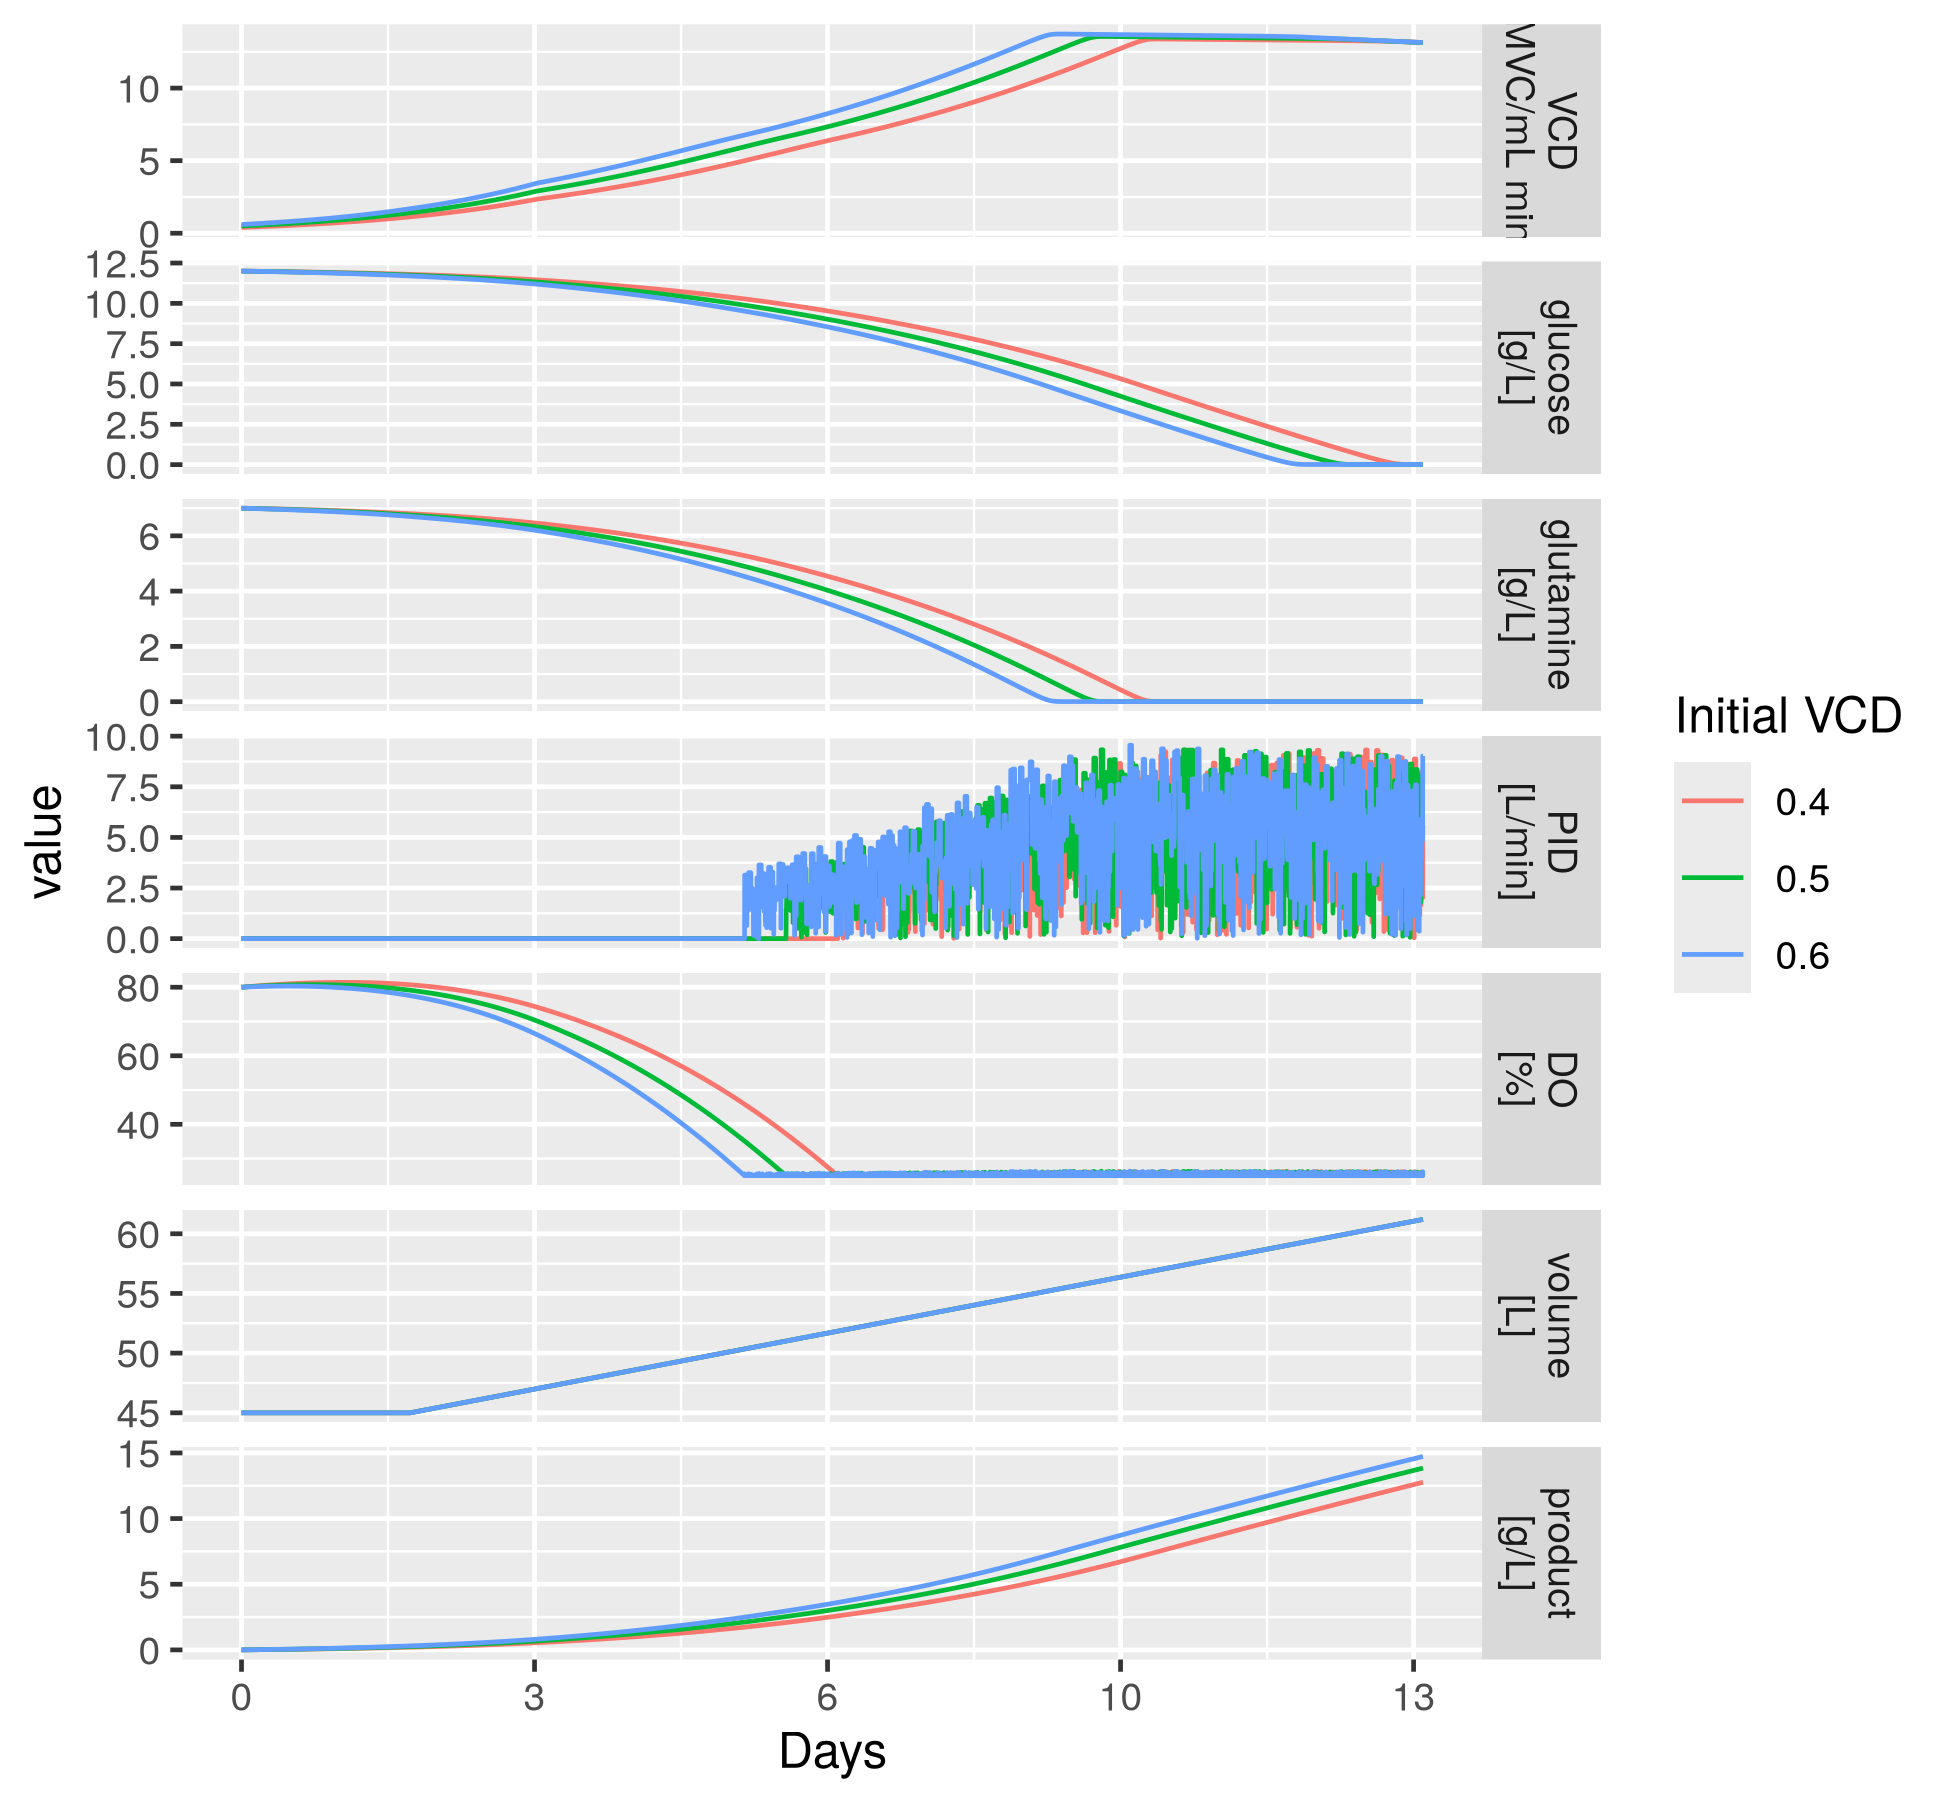 10
5
0
VCD
MVC/mL min
12.5
10.0
7.5
5.0
2.5
0.0
glucose
[g/L]
6
4
2
0
glutamine
[g/L]
10.0
7.5
5.0
2.5
0.0
PID
[L/min]
80
60
40
DO
[%]
60
55
50
45
volume
[L]
15
10
5
0
product
[g/L]
0 3 6 10 13
Days
value
Initial VCD
0.4
0.5
0.6